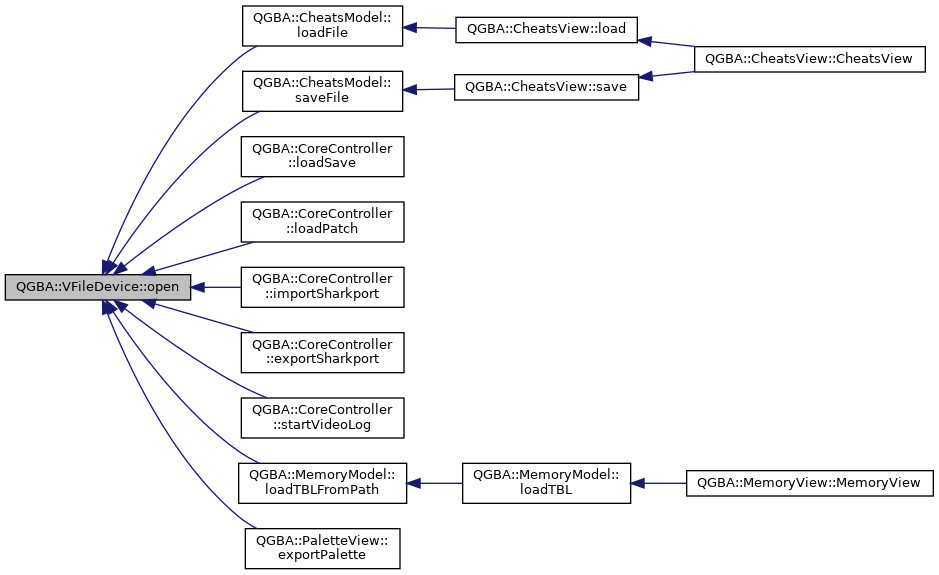 QGBA::CheatsModel::
loadFile
QGBA::CheatsView::load
QGBA::CheatsView::CheatsView
QGBA::CheatsModel::
saveFile
QGBA::CheatsView::save
QGBA::CoreController
::loadSave
QGBA::CoreController
::loadPatch
QGBA::VFileDevice::open
QGBA::CoreController
::importSharkport
QGBA::CoreController
::exportSharkport
QGBA::CoreController
::startVideoLog
QGBA::MemoryModel::
loadTBLFromPath
QGBA::MemoryModel::
loadTBL
QGBA::MemoryView::MemoryView
QGBA::PaletteView::
exportPalette